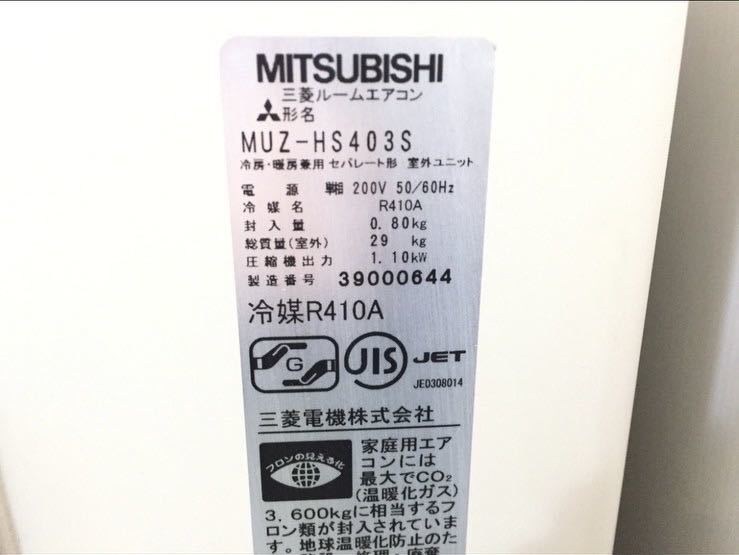 MITSUBISHI
三菱ルームエアコン
形名
MUZ-HS403S
冷房・暖房兼用 セパレート形 室外ユニット
電源 単相 200V 50/60Hz
冷媒名 R410A
封入量 0.80kg
総質量(室外) 29 kg
圧縮機出力 1.10kW
製造番号 39000644
冷媒R410A
G JIS JET
JE0308014
三菱電機株式会社
フロンの見える化
家庭用エア
コンには
最大でCO₂
(温暖化ガス)
3,600kgに相当するフ
ロン類が封入されていま
す。地球温暖化防止のた
修理・廃棄